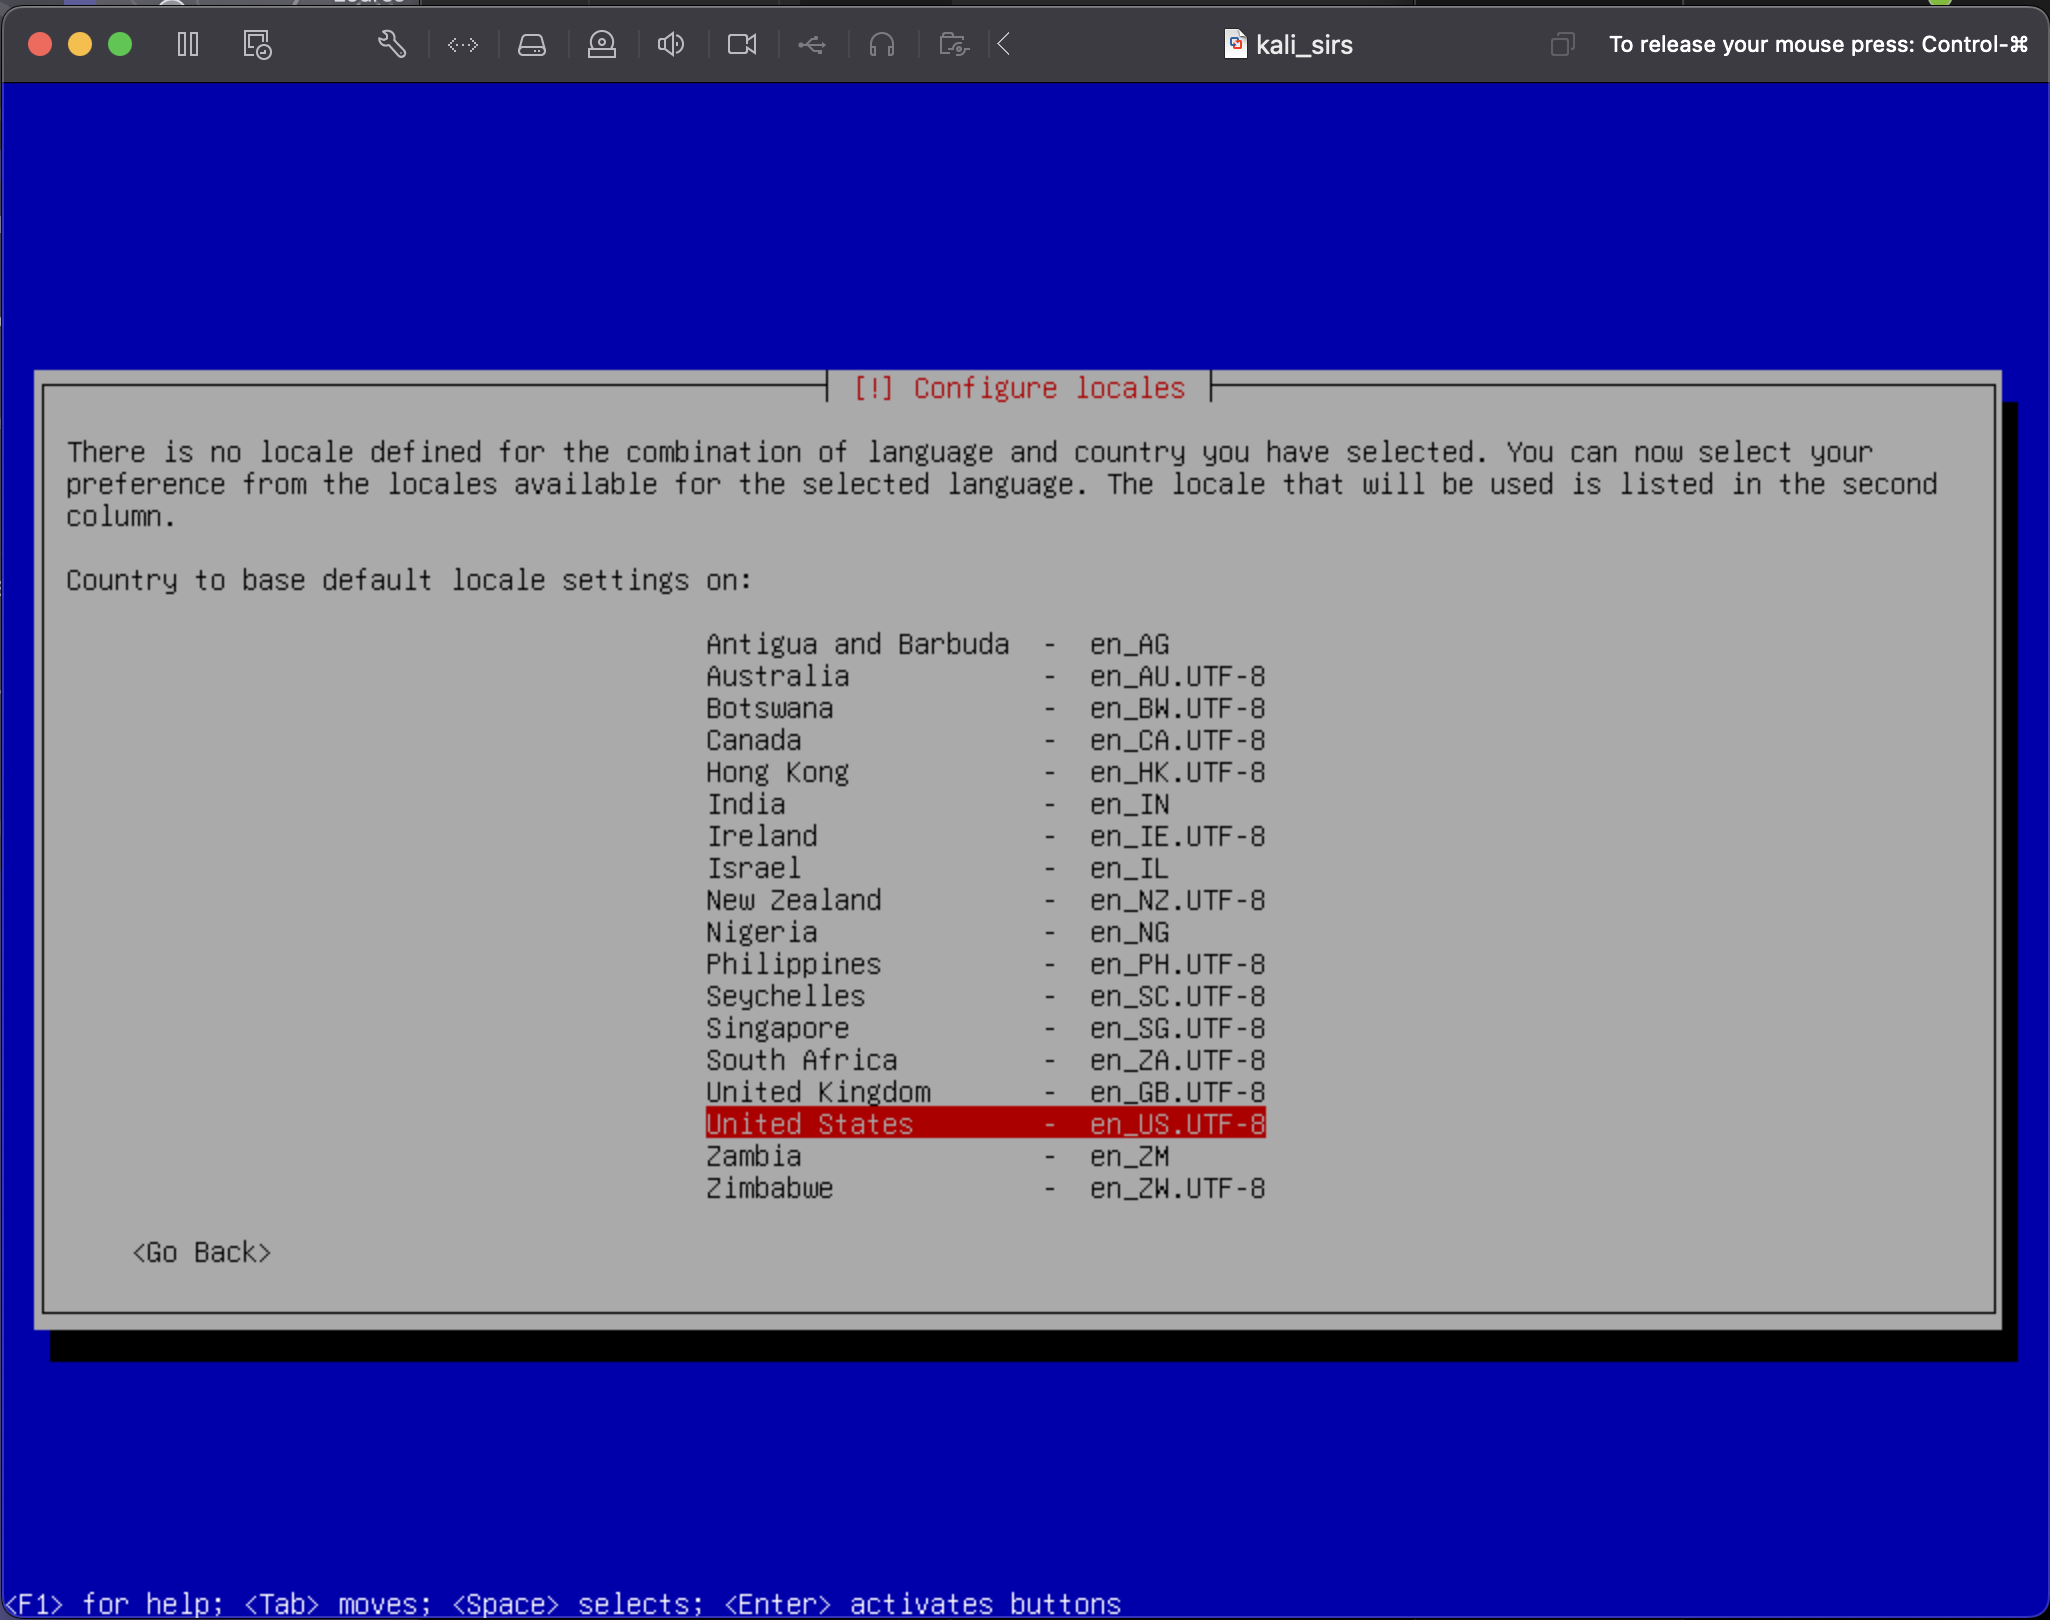 kali_sirs
To release your mouse press: Control-⌘
[!] Configure locales
There is no locale defined for the combination of language and country you have selected. You can now select your
preference from the locales available for the selected language. The locale that will be used is listed in the second
column.
Country to base default locale settings on:
Antigua and Barbuda - en_AG
Australia - en_AU.UTF-8
Botswana - en_BW.UTF-8
Canada - en_CA.UTF-8
Hong Kong - en_HK.UTF-8
India - en_IN
Ireland - en_IE.UTF-8
Israel - en_IL
New Zealand - en_NZ.UTF-8
Nigeria - en_NG
Philippines - en_PH.UTF-8
Seychelles - en_SC.UTF-8
Singapore - en_SG.UTF-8
South Africa - en_ZA.UTF-8
United Kingdom - en_GB.UTF-8
United States - en_US.UTF-8
Zambia - en_ZM
Zimbabwe - en_ZW.UTF-8
<Go Back>
<F1> for help; <Tab> moves; <Space> selects; <Enter> activates buttons